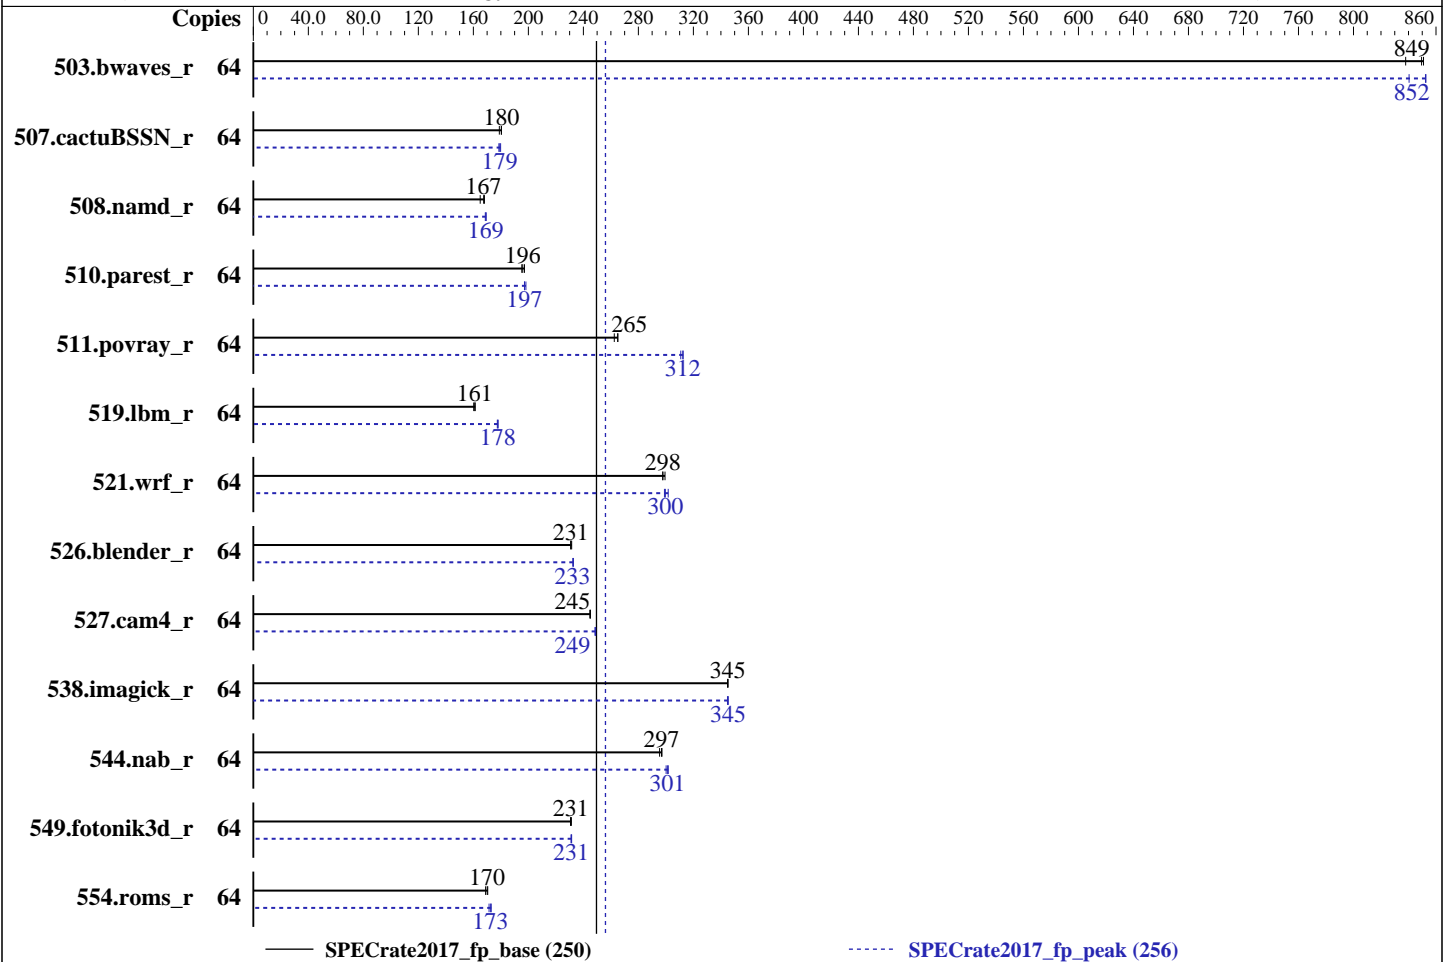 Copies 0 40.0 80.0 120 160 200 240 280 320 360 400 440 480 520 560 600 640 680 720 760 800 860
849
503.bwaves_r 64
852
180
507.cactuBSSN_r 64
179
167
508.namd_r 64
169
196
510.parest_r 64
197
265
511.povray_r 64
312
161
519.lbm_r 64
178
298
521.wrf_r 64
300
231
526.blender_r 64
233
245
527.cam4_r 64
249
345
538.imagick_r 64
345
297
544.nab_r 64
301
231
549.fotonik3d_r 64
231
170
554.roms_r 64
173
SPECrate2017_fp_base (250) SPECrate2017_fp_peak (256)